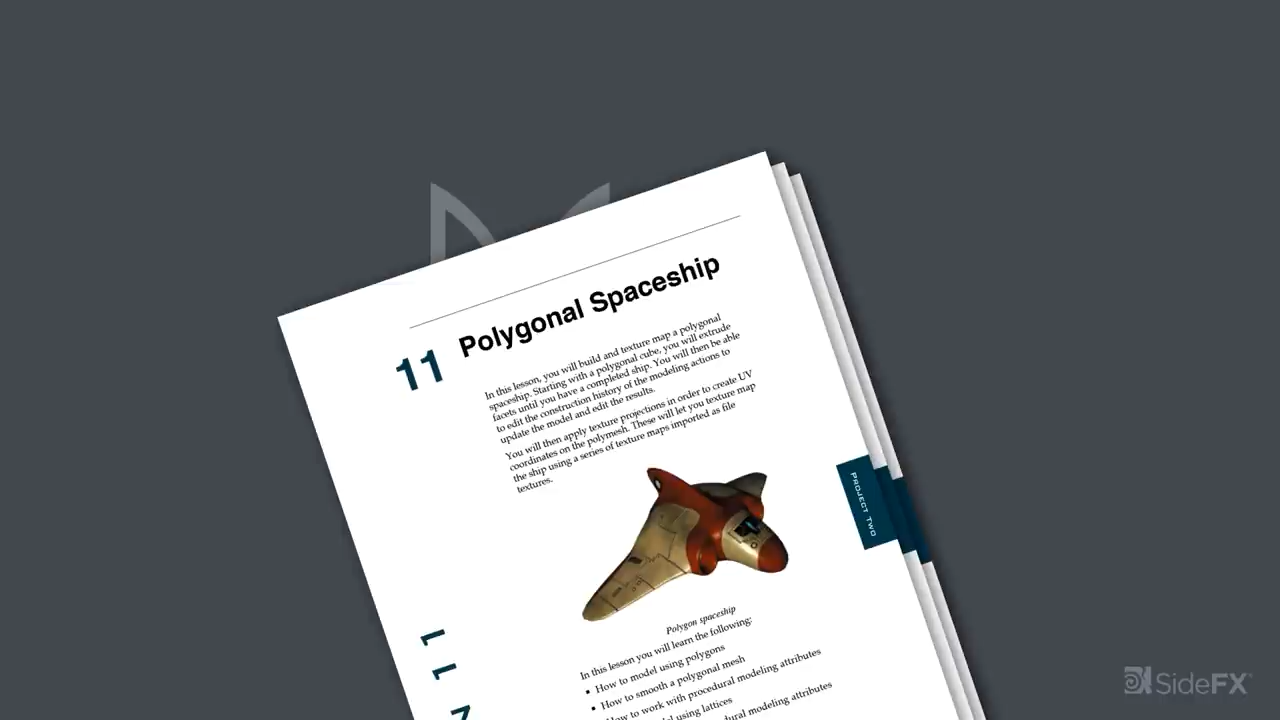 11
Polygonal Spaceship
In this lesson, you will build and texture map a polygonal
spaceship. Starting with a polygonal cube, you will extrude
facets until you have a completed ship. You will then be able
to edit the construction history of the modeling actions to
update the model and edit the results.
You will then apply texture projections in order to create UV
coordinates on the polymesh. These will let you texture map
the ship using a series of texture maps imported as file
textures.
PROJECT TWO
Polygon spaceship
In this lesson you will learn the following:
▪ How to model using polygons
▪ How to smooth a polygonal mesh
How to work with procedural modeling attributes
using lattices
modeling attributes
1
1
SideFX